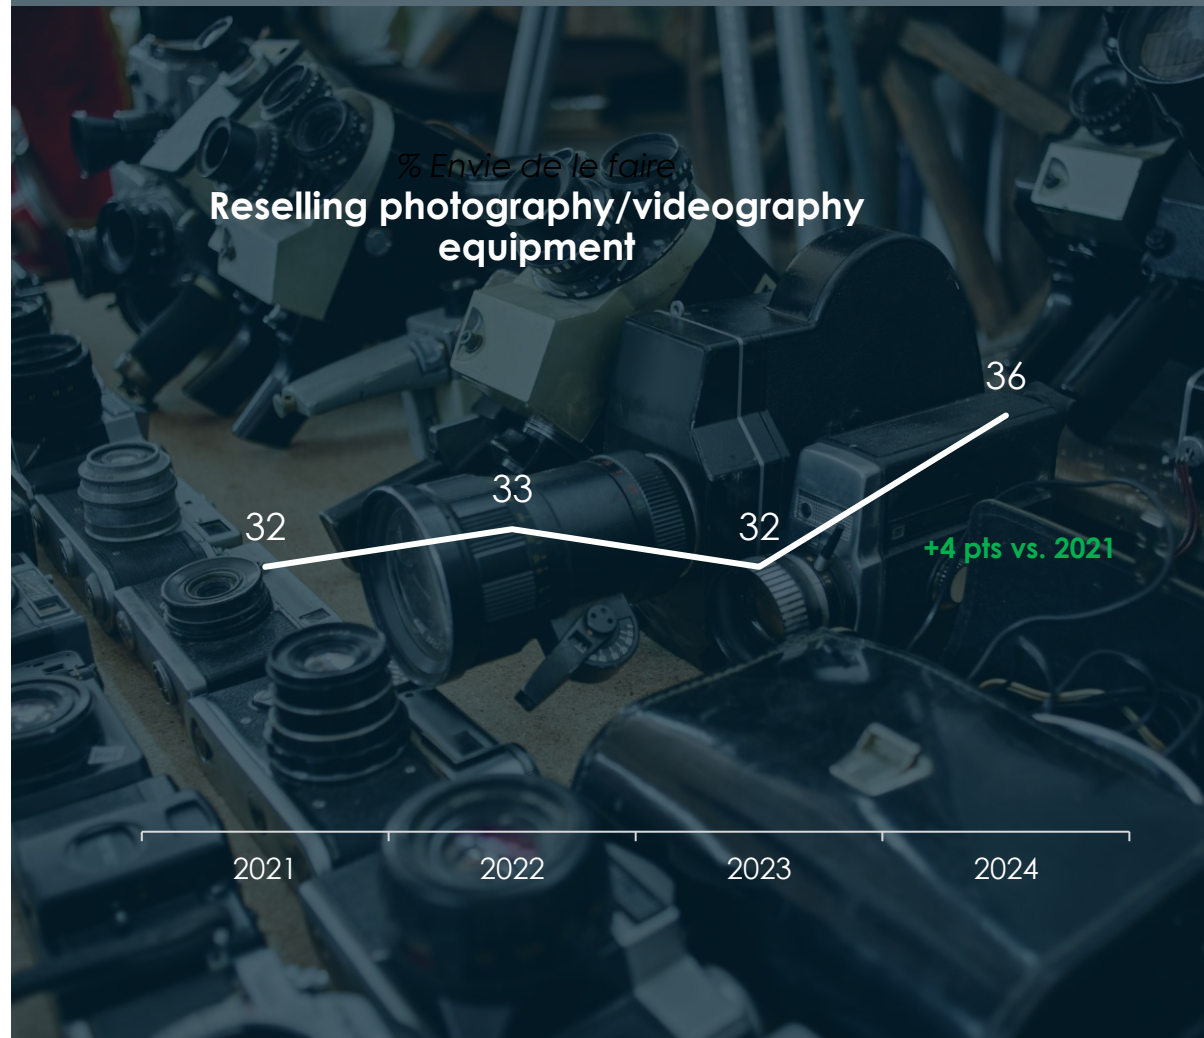 % Envie de le faire
Reselling photography/videography
equipment
36
33
32
32
+4 pts vs. 2021
2021
2022
2023
2024